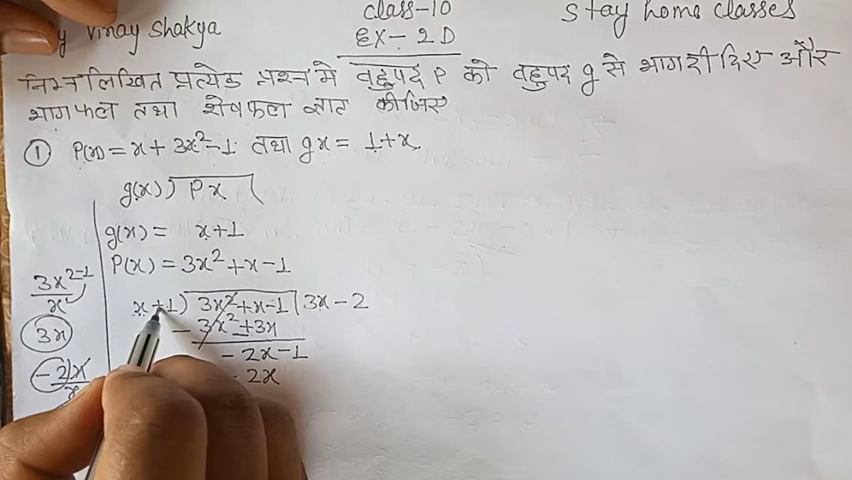 y Vinay Shakya
class-10
Stay home classes
EX-2D
निम्नलिखित प्रत्येक प्रश्न मे बहुपद P को बहुपद g से भाग दीजिए और
भागफल तथा शेषफल ज्ञात कीजिए
① P(x) = x + 3x²-1 तथा gx = 1+x
g(x)) Px (
g(x) = x+1
P(x) = 3x²+x-1
3x²⁻¹/x
x+1) 3x²+x-1 (3x-2
3x
-3x²+3x
-2x-1
-2x/x
-2x